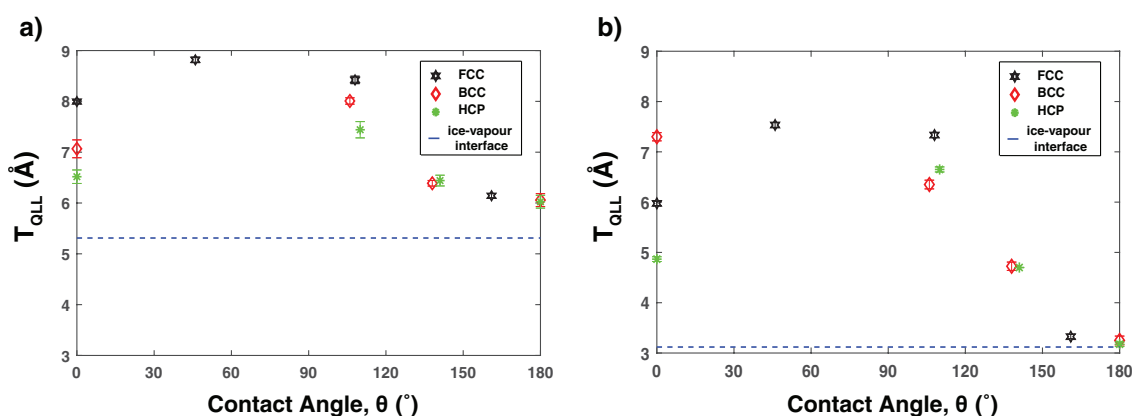 a)
9
8
7
6
5
4
3
T_QLL (Å)
0 30 60 90 120 150 180
Contact Angle, θ (°)
FCC
BCC
HCP
ice-vapour
interface
b)
9
8
7
6
5
4
3
T_QLL (Å)
0 30 60 90 120 150 180
Contact Angle, θ (°)
FCC
BCC
HCP
ice-vapour
interface